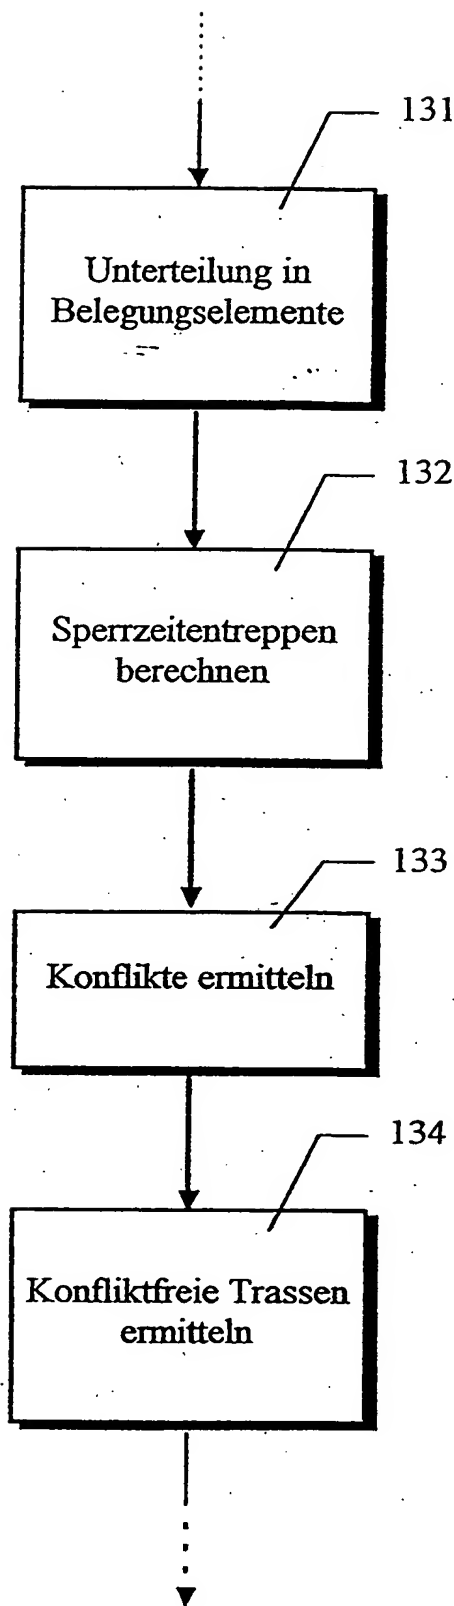 131
Unterteilung in
Belegungselemente
132
Sperrzeitentreppen
berechnen
133
Konflikte ermitteln
134
Konfliktfreie Trassen
ermitteln